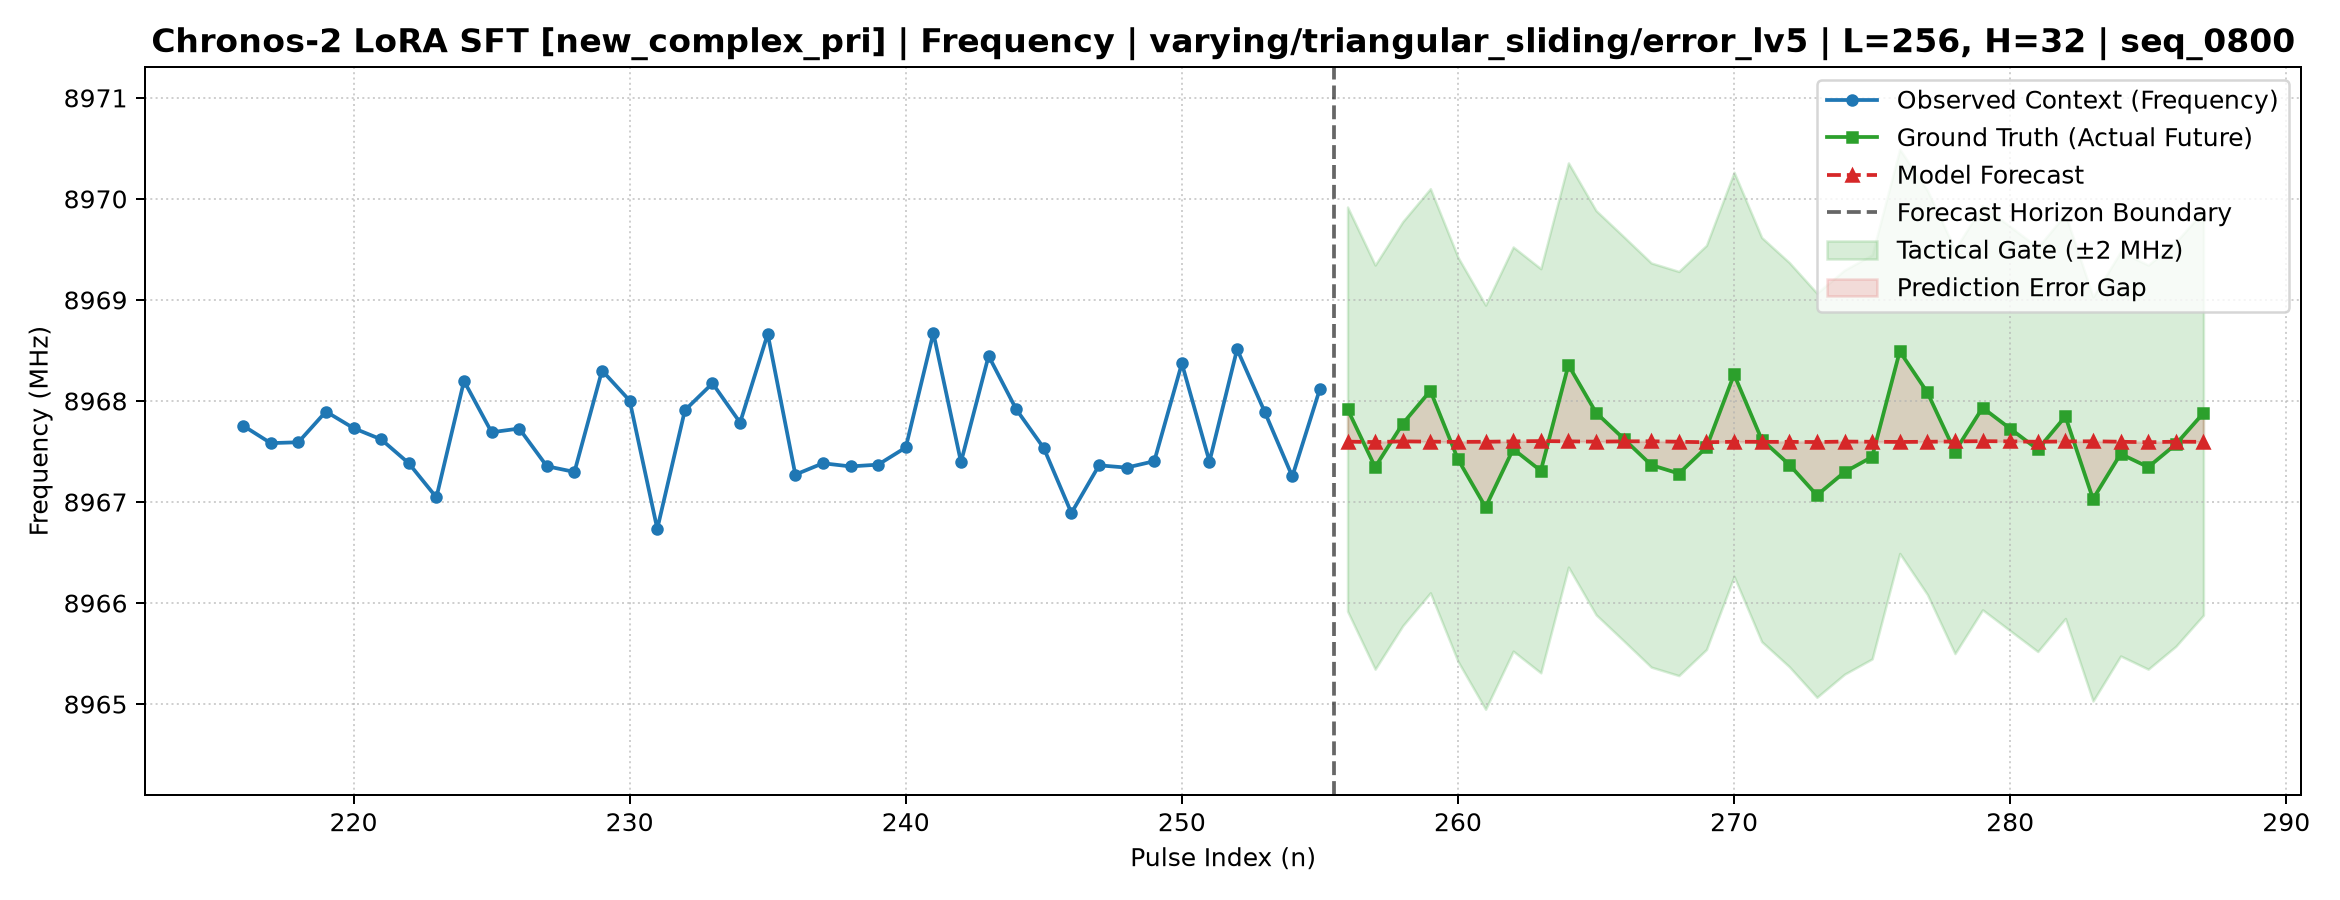 Chronos-2 LoRA SFT [new_complex_pri] | Frequency | varying/triangular_sliding/error_lv5 | L=256, H=32 | seq_0800
Observed Context (Frequency)
Ground Truth (Actual Future)
Model Forecast
Forecast Horizon Boundary
Tactical Gate (±2 MHz)
Prediction Error Gap
Frequency (MHz)
8971
8970
8969
8968
8967
8966
8965
220 230 240 250 260 270 280 290
Pulse Index (n)